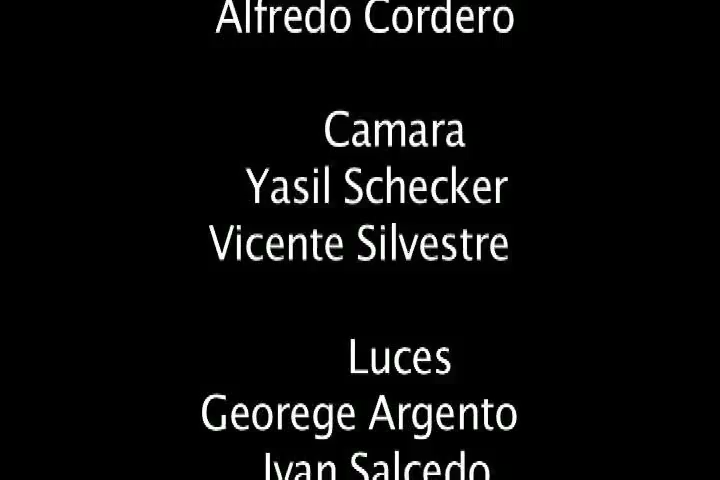 Alfredo Cordero
Camara
Yasil Schecker
Vicente Silvestre
Luces
Georege Argento
Ivan Salcedo